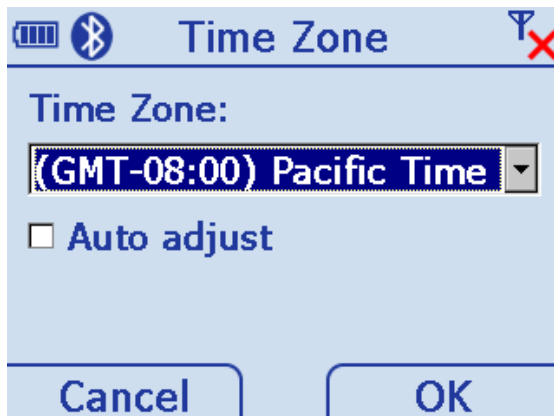 Time Zone
Time Zone:
(GMT-08:00) Pacific Time
Auto adjust
Cancel
OK